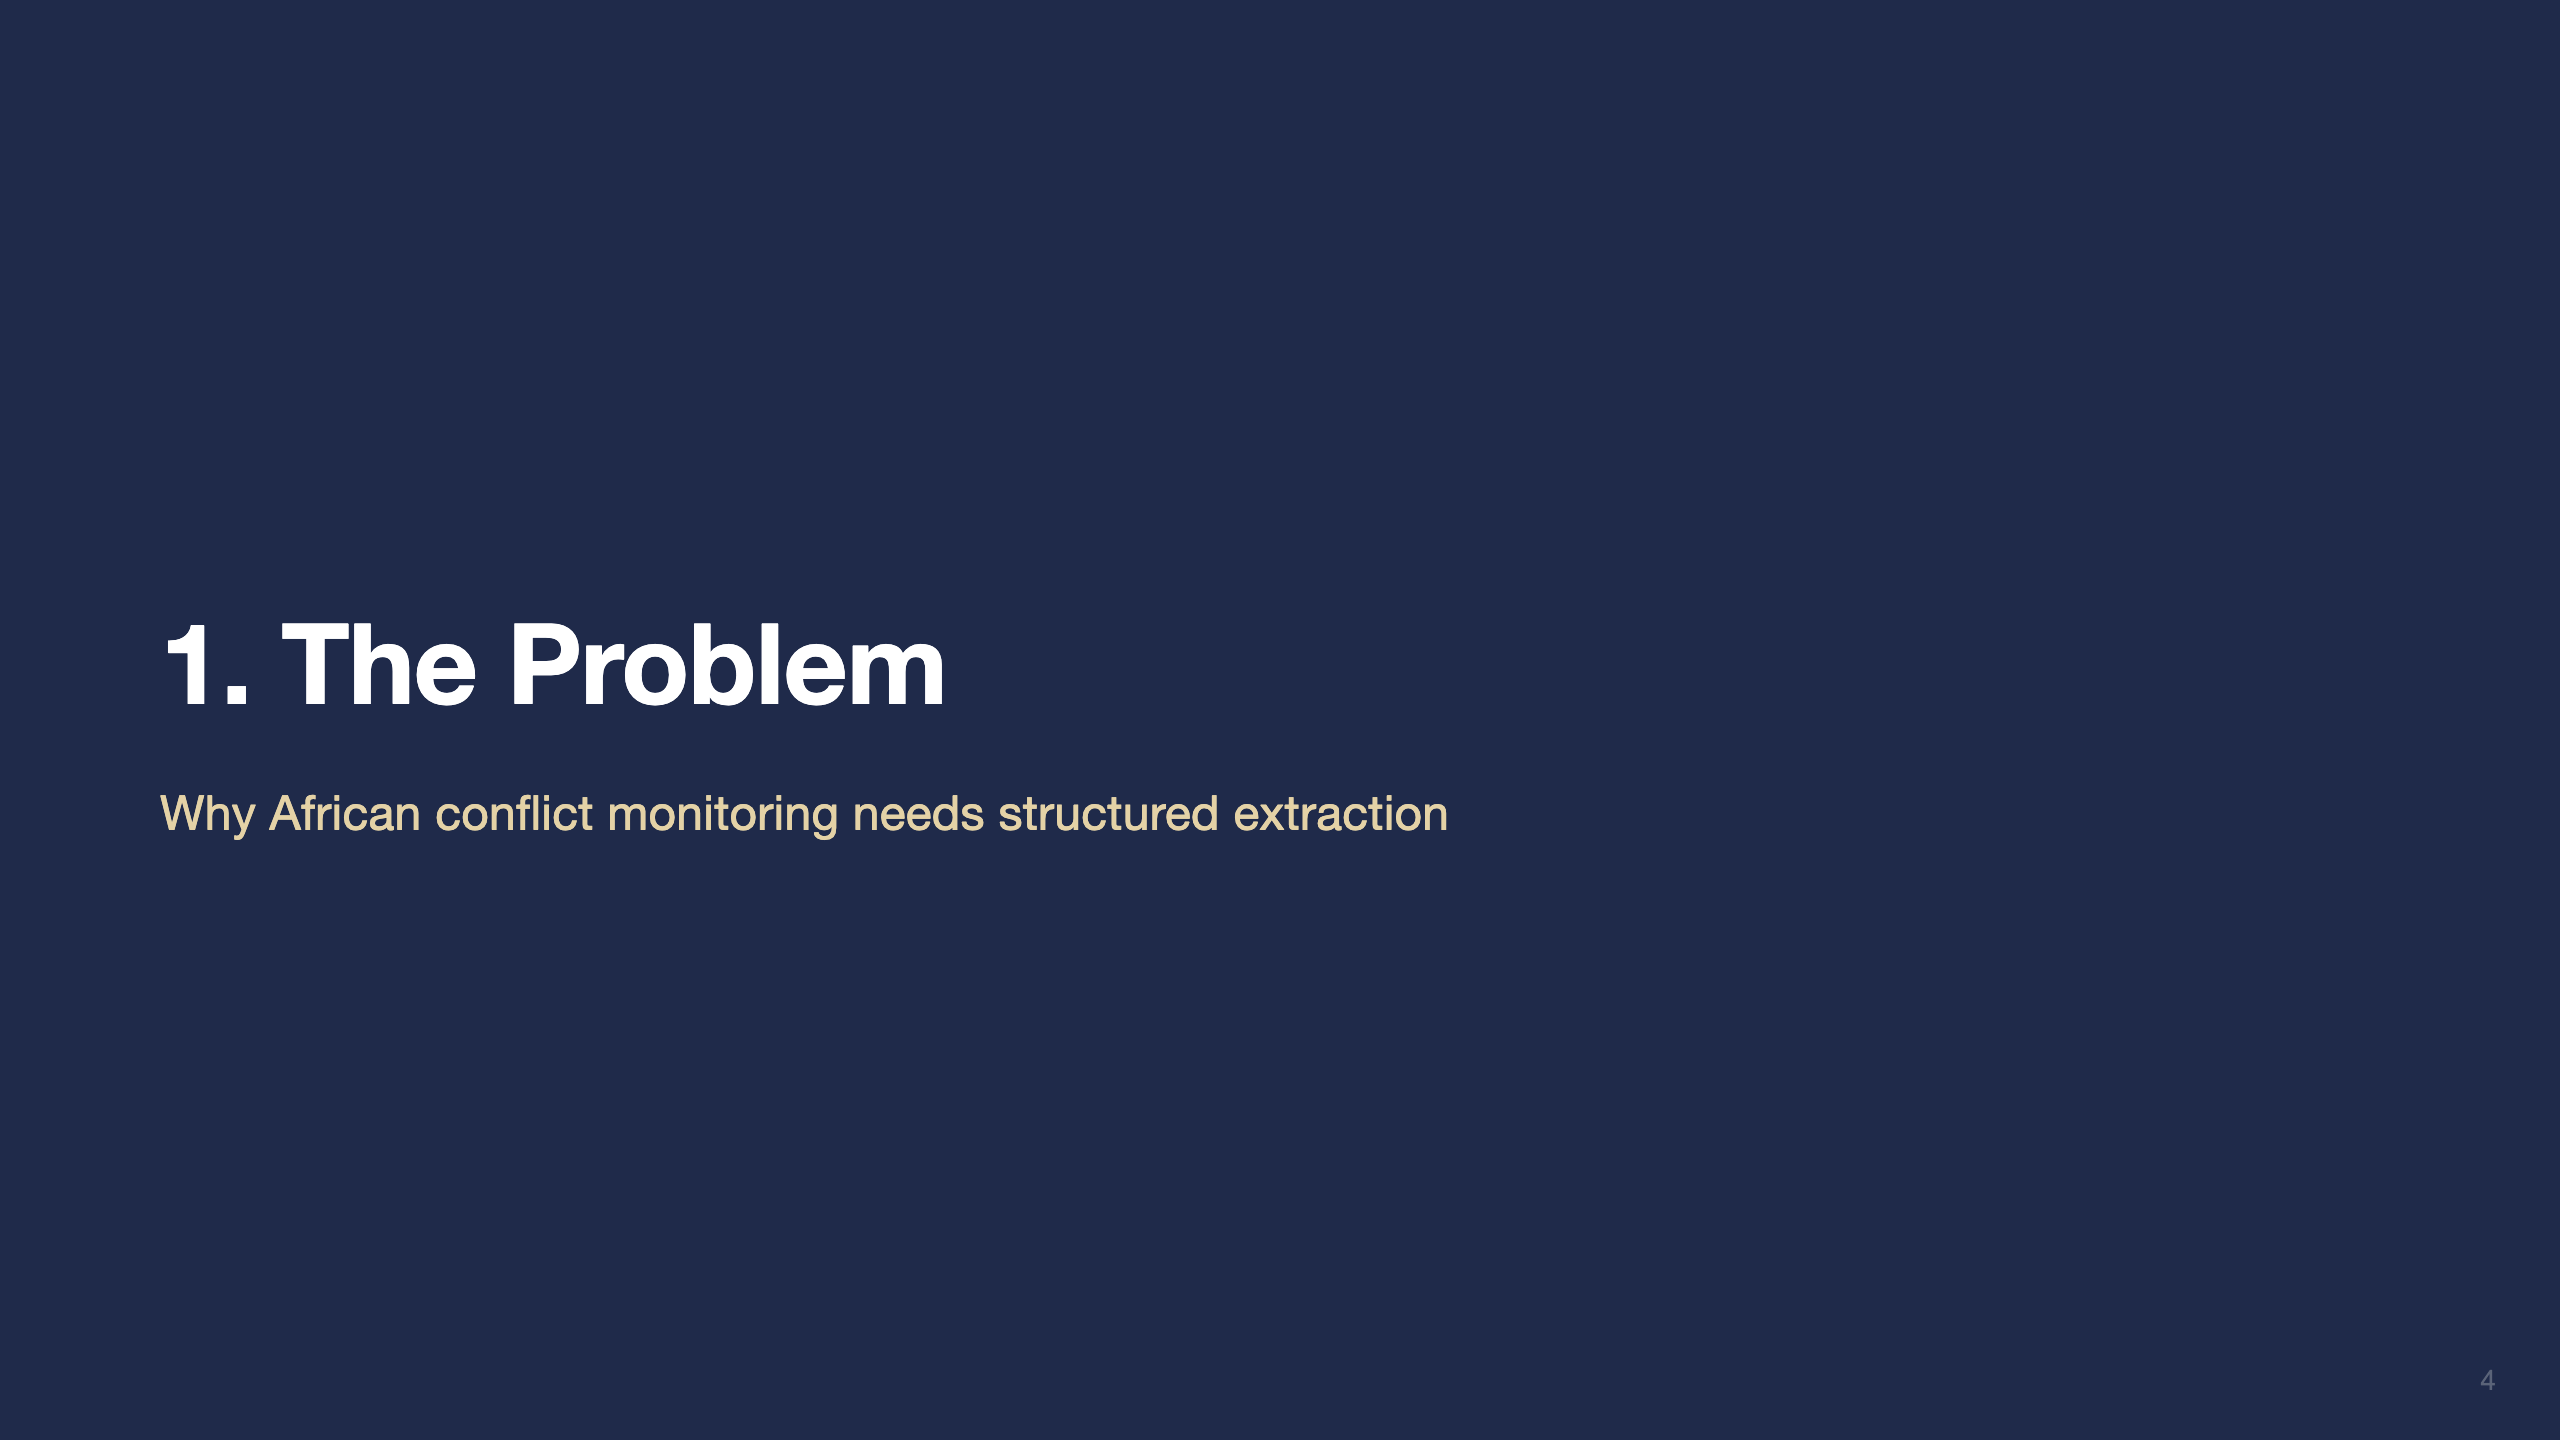 1. The Problem
Why African conflict monitoring needs structured extraction
4